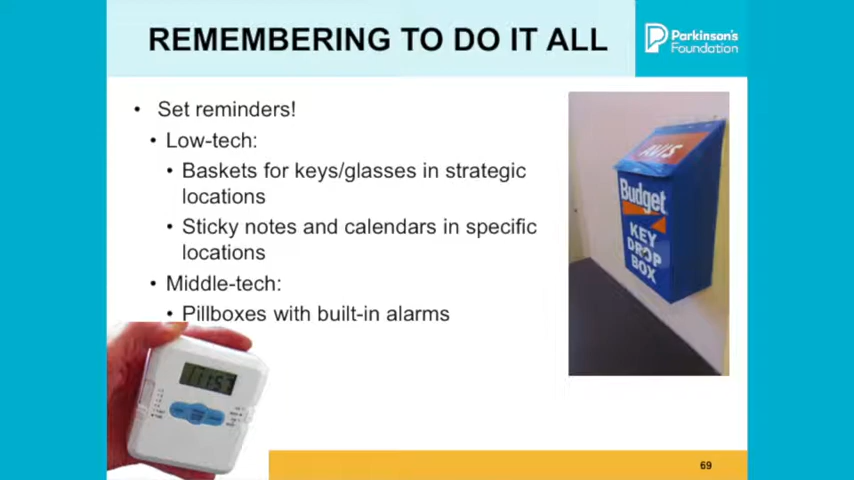 REMEMBERING TO DO IT ALL
Parkinson's
Foundation
• Set reminders!
• Low-tech:
• Baskets for keys/glasses in strategic
locations
• Sticky notes and calendars in specific
locations
• Middle-tech:
• Pillboxes with built-in alarms
AVIS
Budget
KEY
DROP
BOX
69